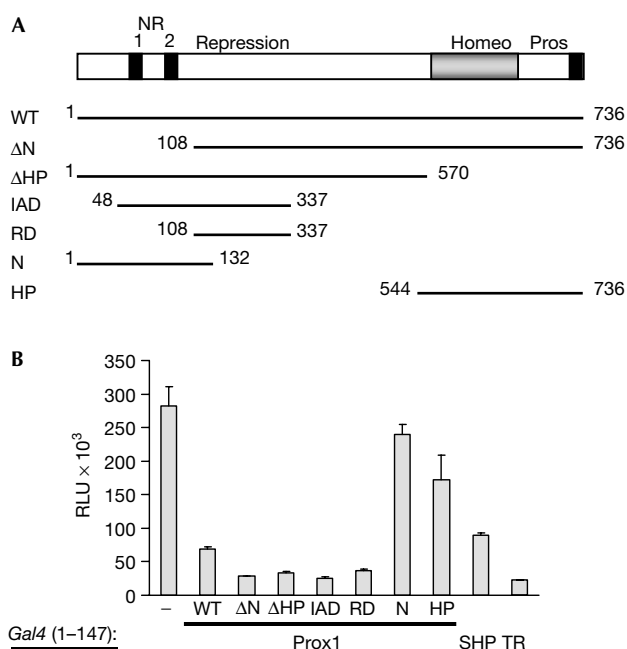 A
NR
1 2 Repression Homeo Pros
WT 1 736
ΔN 108 736
ΔHP 1 570
IAD 48 337
RD 108 337
N 1 132
HP 544 736
B
350
300
250
200
150
100
50
0
RLU × 10³
– WT ΔN ΔHP IAD RD N HP
Gal4 (1–147): Prox1 SHP TR